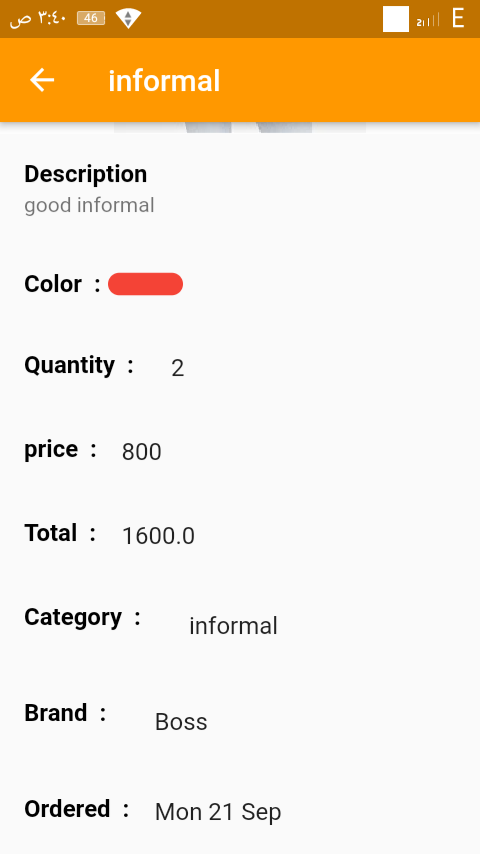 ٣:٤٠ ص 46 2 E
informal
Description
good informal
Color :
Quantity : 2
price : 800
Total : 1600.0
Category : informal
Brand : Boss
Ordered : Mon 21 Sep